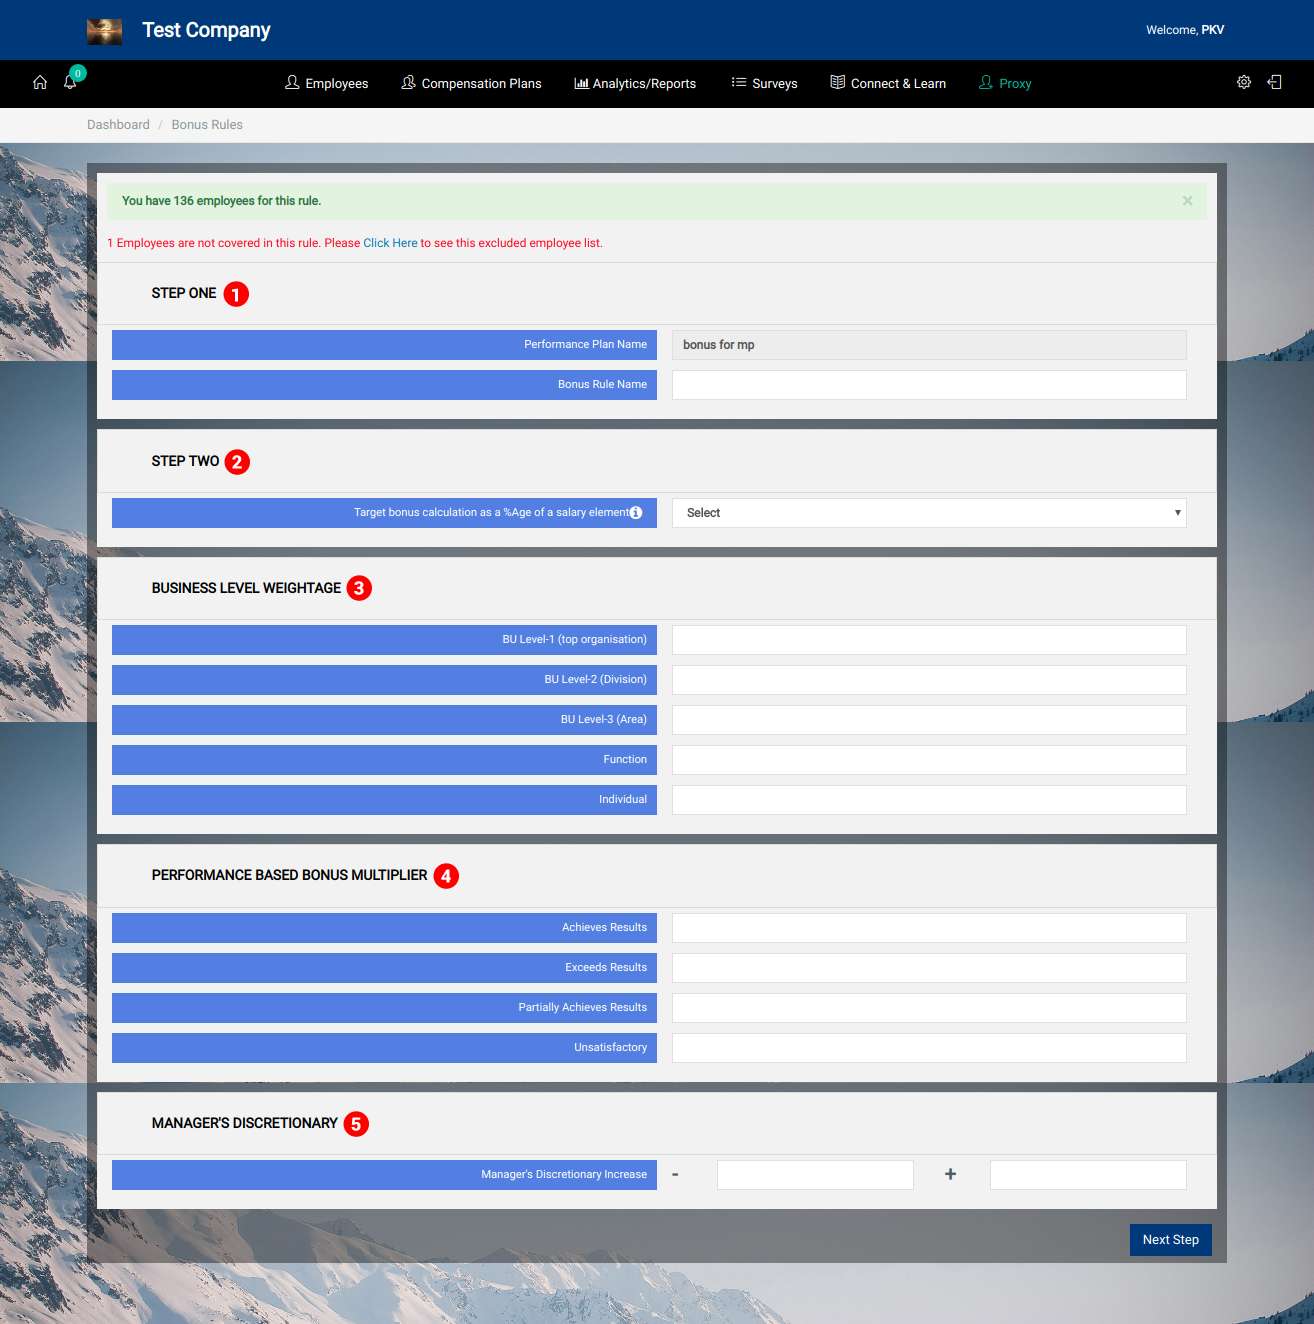 Test Company
Welcome, PKV
0
Employees
Compensation Plans
Analytics/Reports
Surveys
Connect & Learn
Proxy
Dashboard / Bonus Rules
You have 136 employees for this rule.
×
1 Employees are not covered in this rule. Please Click Here to see this excluded employee list.
STEP ONE 1
Performance Plan Name
bonus for mp
Bonus Rule Name
STEP TWO 2
Target bonus calculation as a %Age of a salary element
Select
BUSINESS LEVEL WEIGHTAGE 3
BU Level-1 (top organisation)
BU Level-2 (Division)
BU Level-3 (Area)
Function
Individual
PERFORMANCE BASED BONUS MULTIPLIER 4
Achieves Results
Exceeds Results
Partially Achieves Results
Unsatisfactory
MANAGER'S DISCRETIONARY 5
Manager's Discretionary Increase - +
Next Step